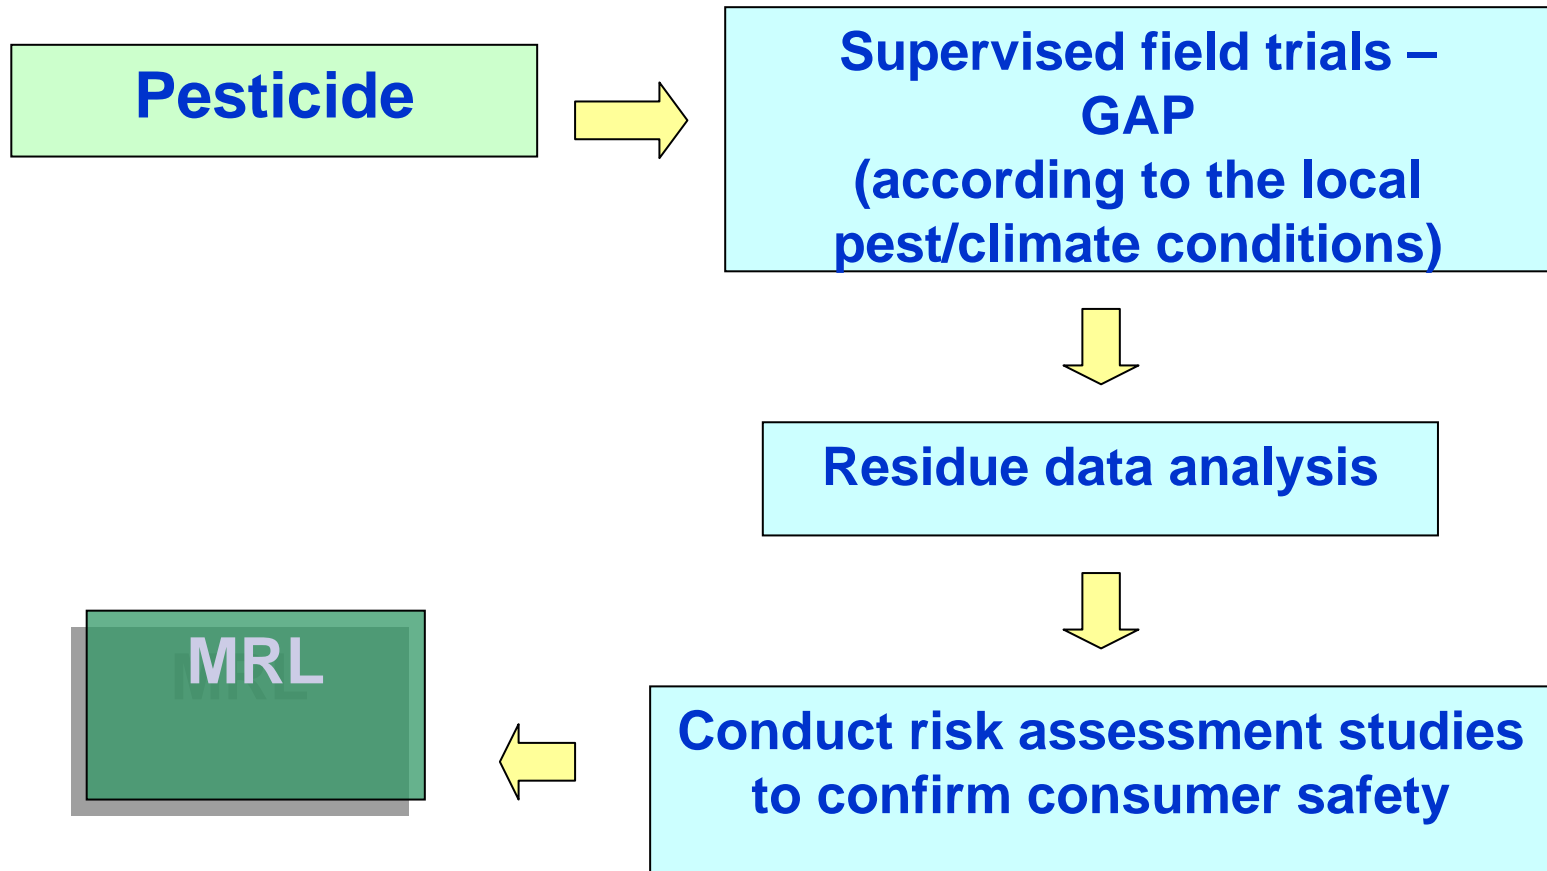 Pesticide
Supervised field trials –
GAP
(according to the local
pest/climate conditions)
Residue data analysis
MRL
Conduct risk assessment studies
to confirm consumer safety